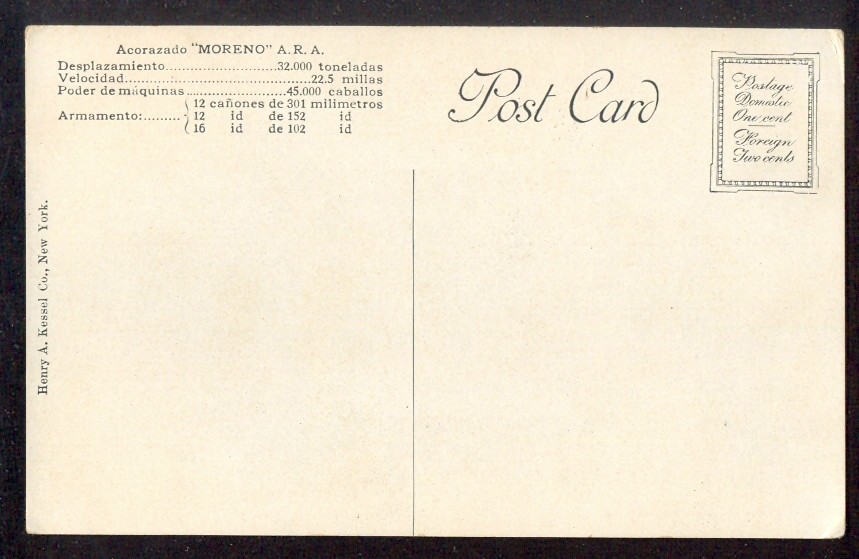 Acorazado "MORENO" A. R. A.
Desplazamiento............................32.000 toneladas
Velocidad...............................................22.5 millas
Poder de máquinas.........................45.000 caballos
12 cañones de 301 milimetros
Armamento:......... 12 id de 152 id
16 id de 102 id
Post Card
Postage
Domestic
One cent
Foreign
Two cents
Henry A. Kessel Co., New York.